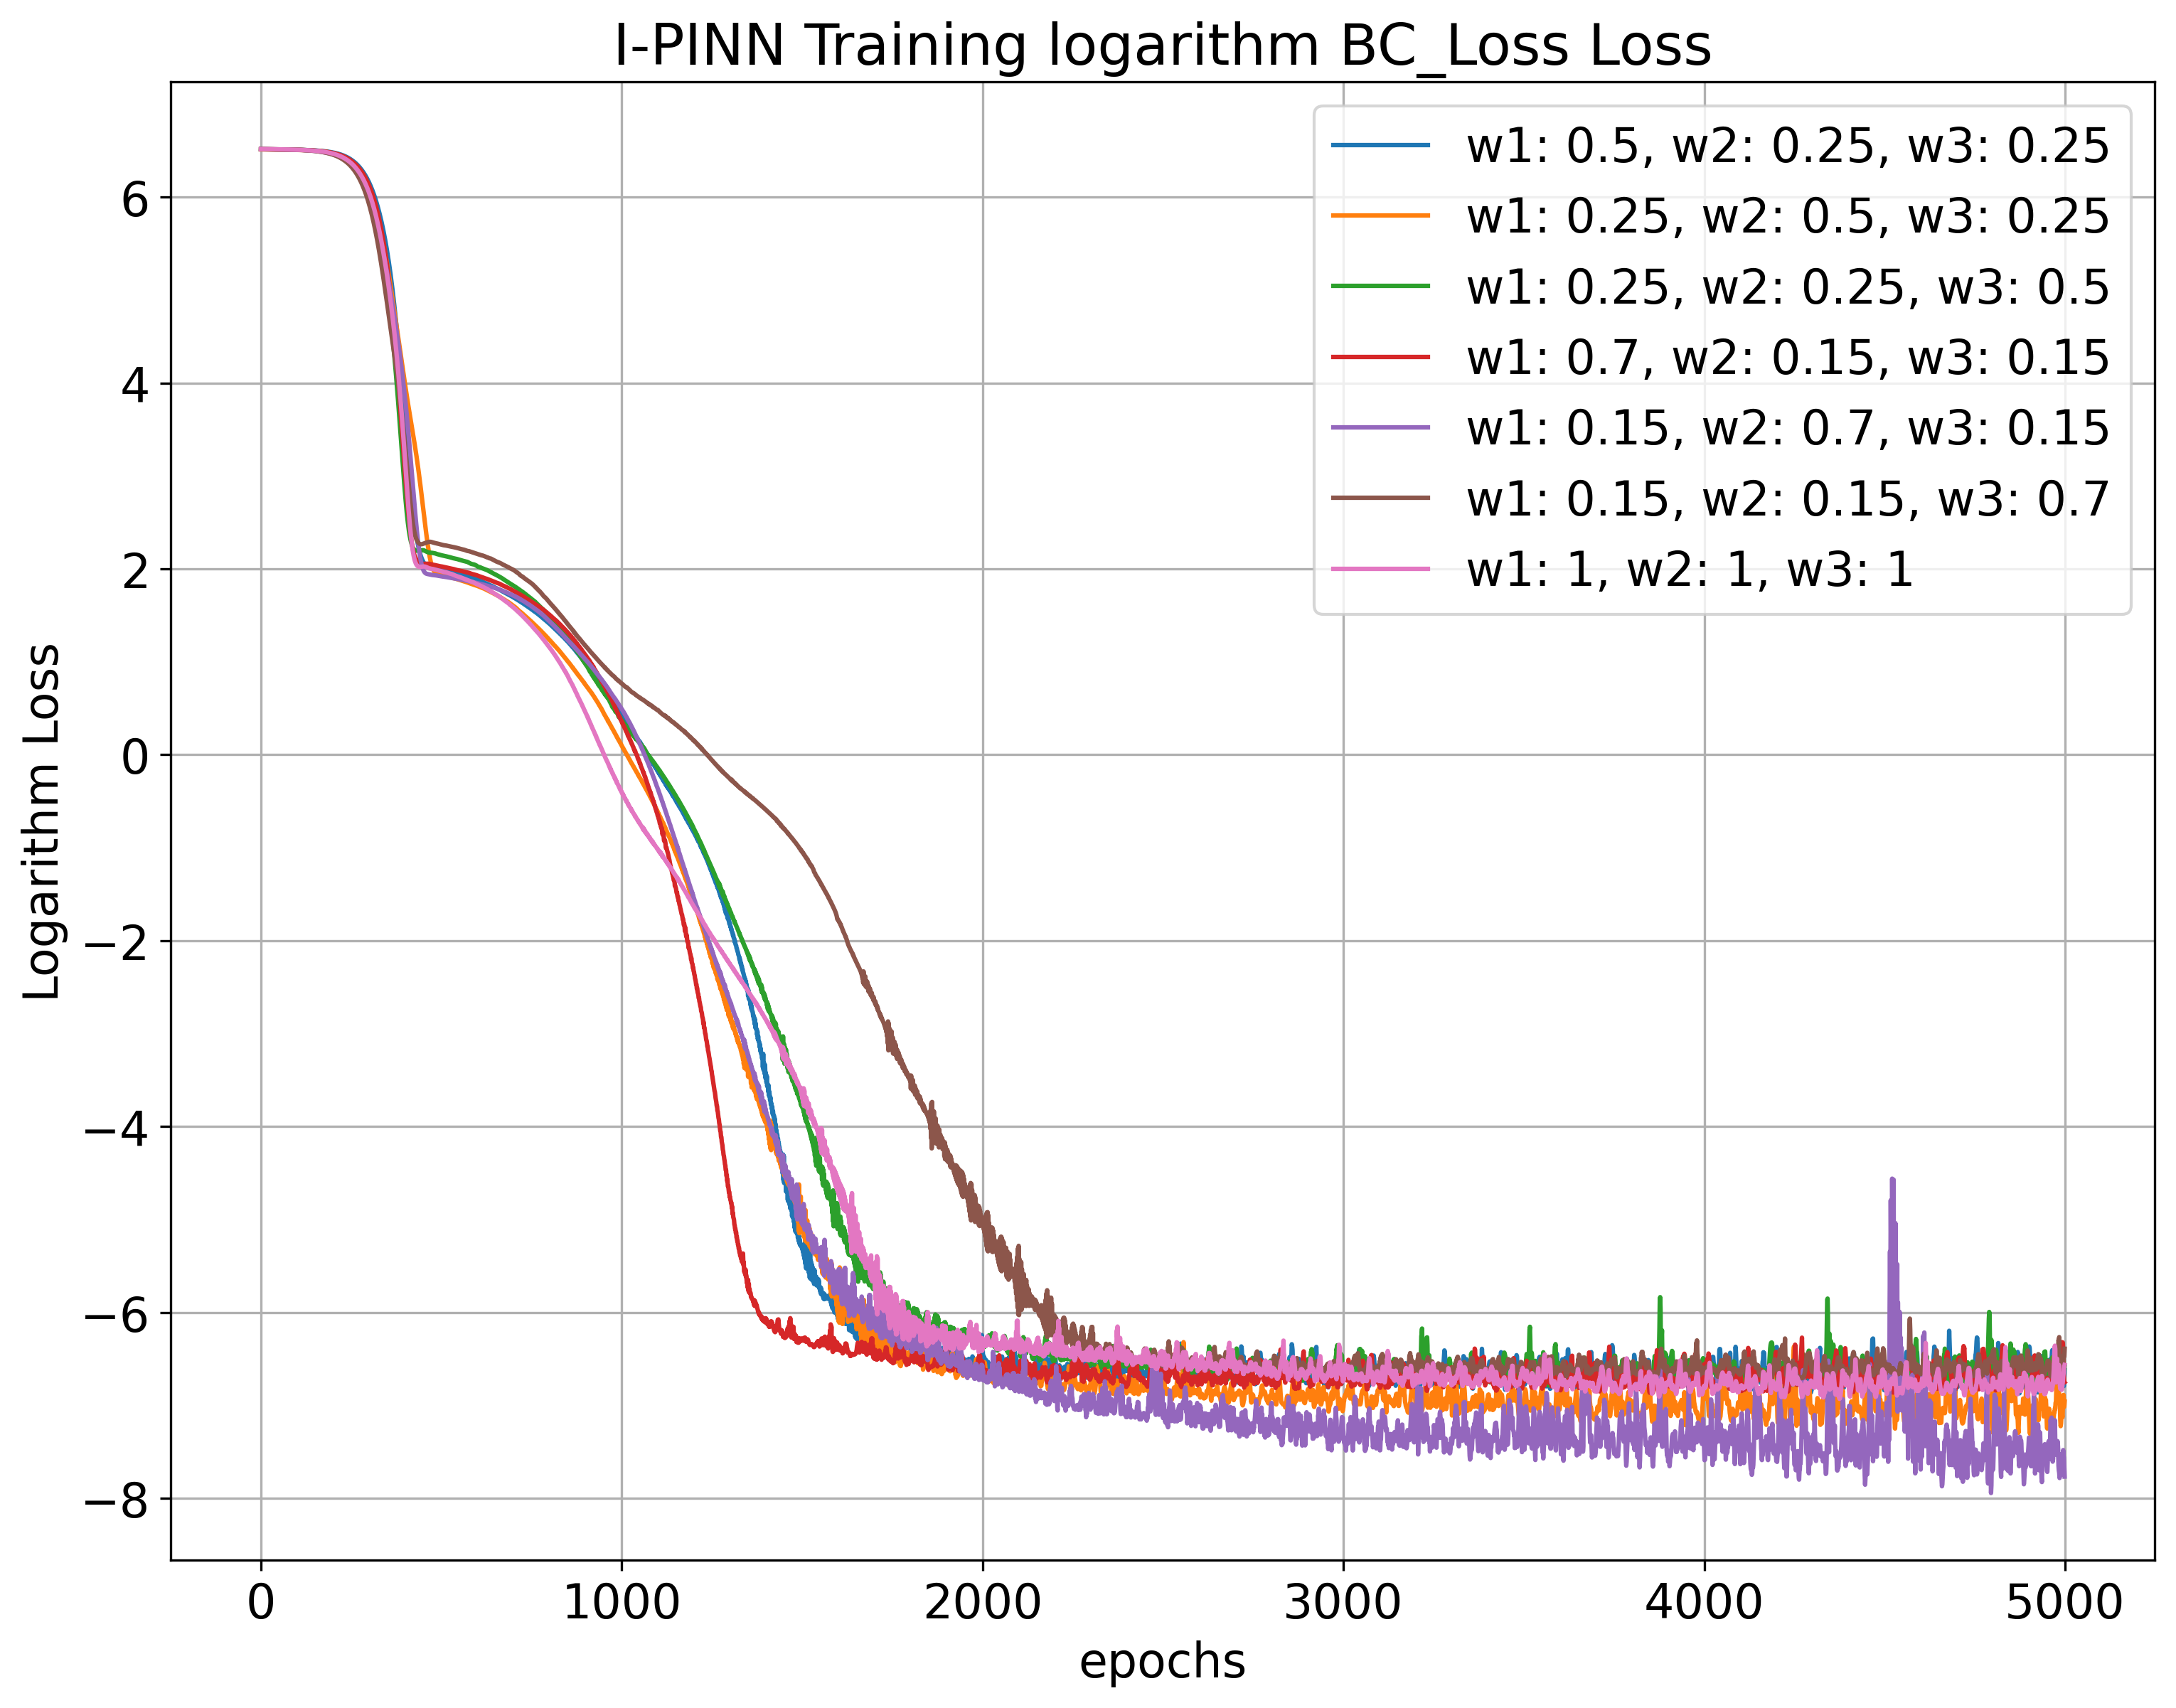 I-PINN Training logarithm BC_Loss Loss
w1: 0.5, w2: 0.25, w3: 0.25
w1: 0.25, w2: 0.5, w3: 0.25
w1: 0.25, w2: 0.25, w3: 0.5
w1: 0.7, w2: 0.15, w3: 0.15
w1: 0.15, w2: 0.7, w3: 0.15
w1: 0.15, w2: 0.15, w3: 0.7
w1: 1, w2: 1, w3: 1
Logarithm Loss
6
4
2
0
−2
−4
−6
−8
0 1000 2000 3000 4000 5000
epochs